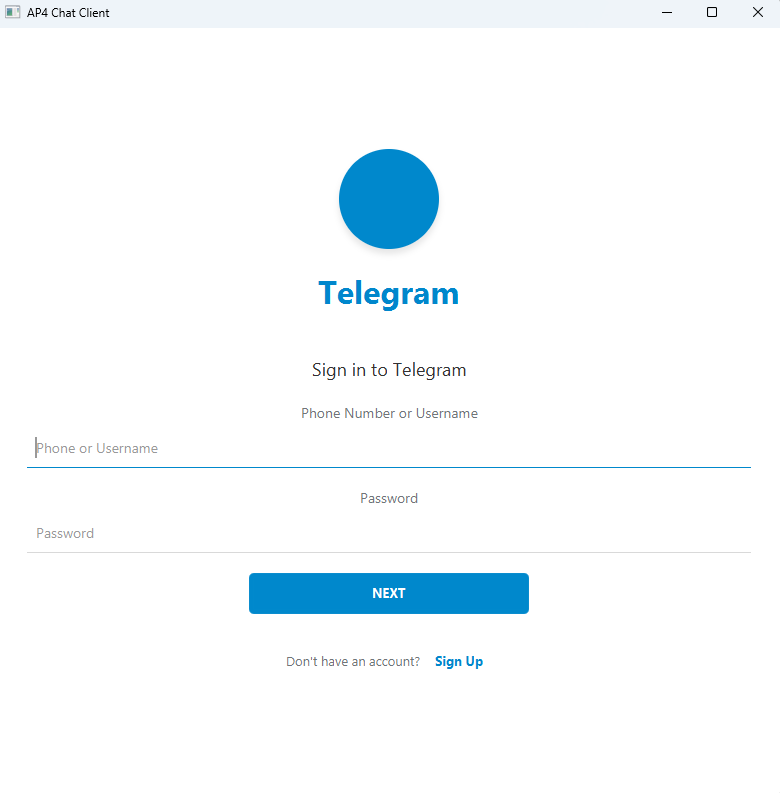 AP4 Chat Client
Telegram
Sign in to Telegram
Phone Number or Username
Phone or Username
Password
Password
NEXT
Don't have an account? Sign Up